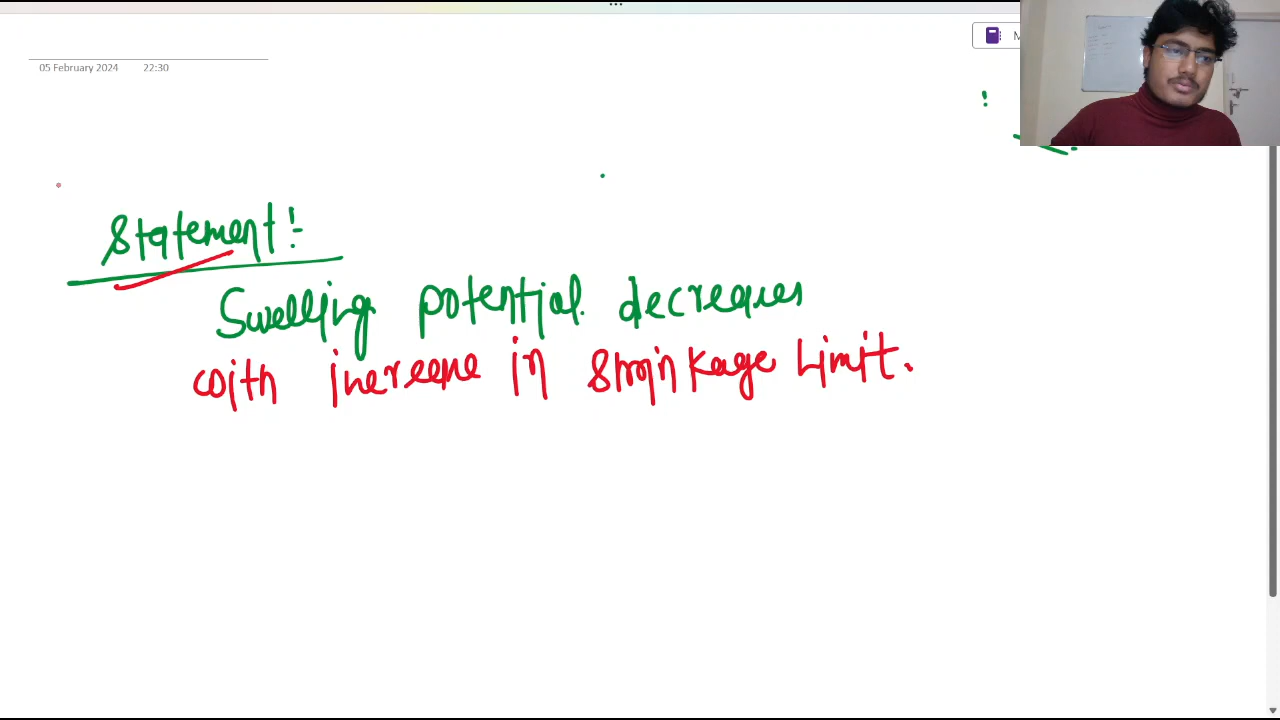 05 February 2024 22:30
Statement:-
Swelling potential decreases
with increase in Shrinkage Limit.